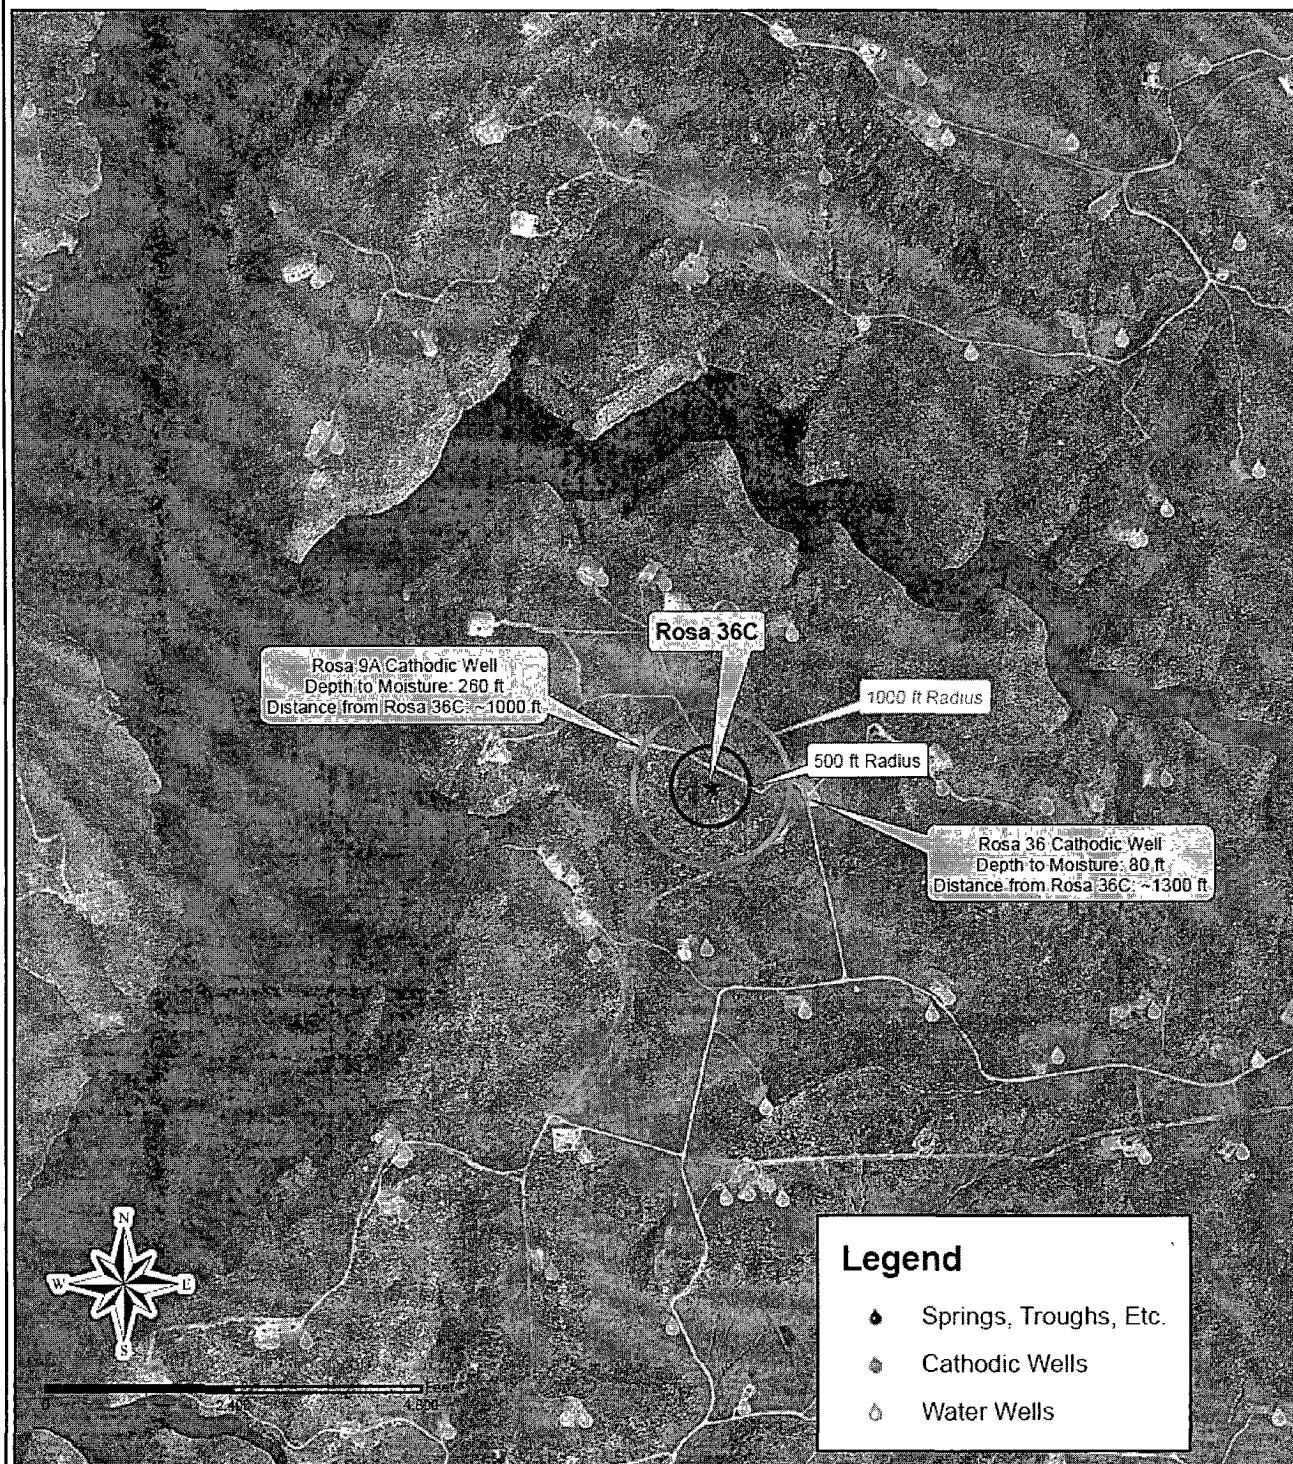 Rosa 36C
Rosa 9A Cathodic Well
Depth to Moisture: 260 ft
Distance from Rosa 36C: ~1000 ft
1000 ft Radius
500 ft Radius
Rosa 36 Cathodic Well
Depth to Moisture: 80 ft
Distance from Rosa 36C: ~1300 ft
N
W E
S
Feet
0 2,400 4,800
Legend
Springs, Troughs, Etc.
Cathodic Wells
Water Wells